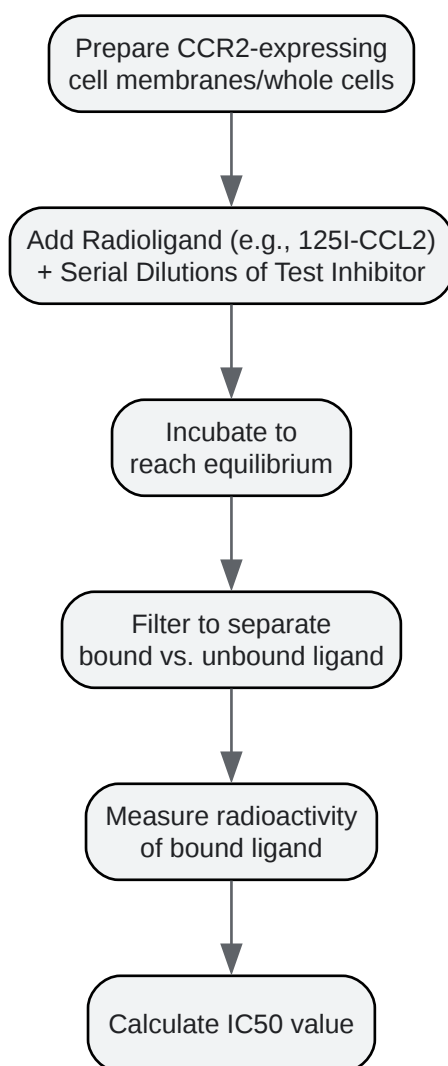 Prepare CCR2-expressing
cell membranes/whole cells
Add Radioligand (e.g., 125I-CCL2)
+ Serial Dilutions of Test Inhibitor
Incubate to
reach equilibrium
Filter to separate
bound vs. unbound ligand
Measure radioactivity
of bound ligand
Calculate IC50 value